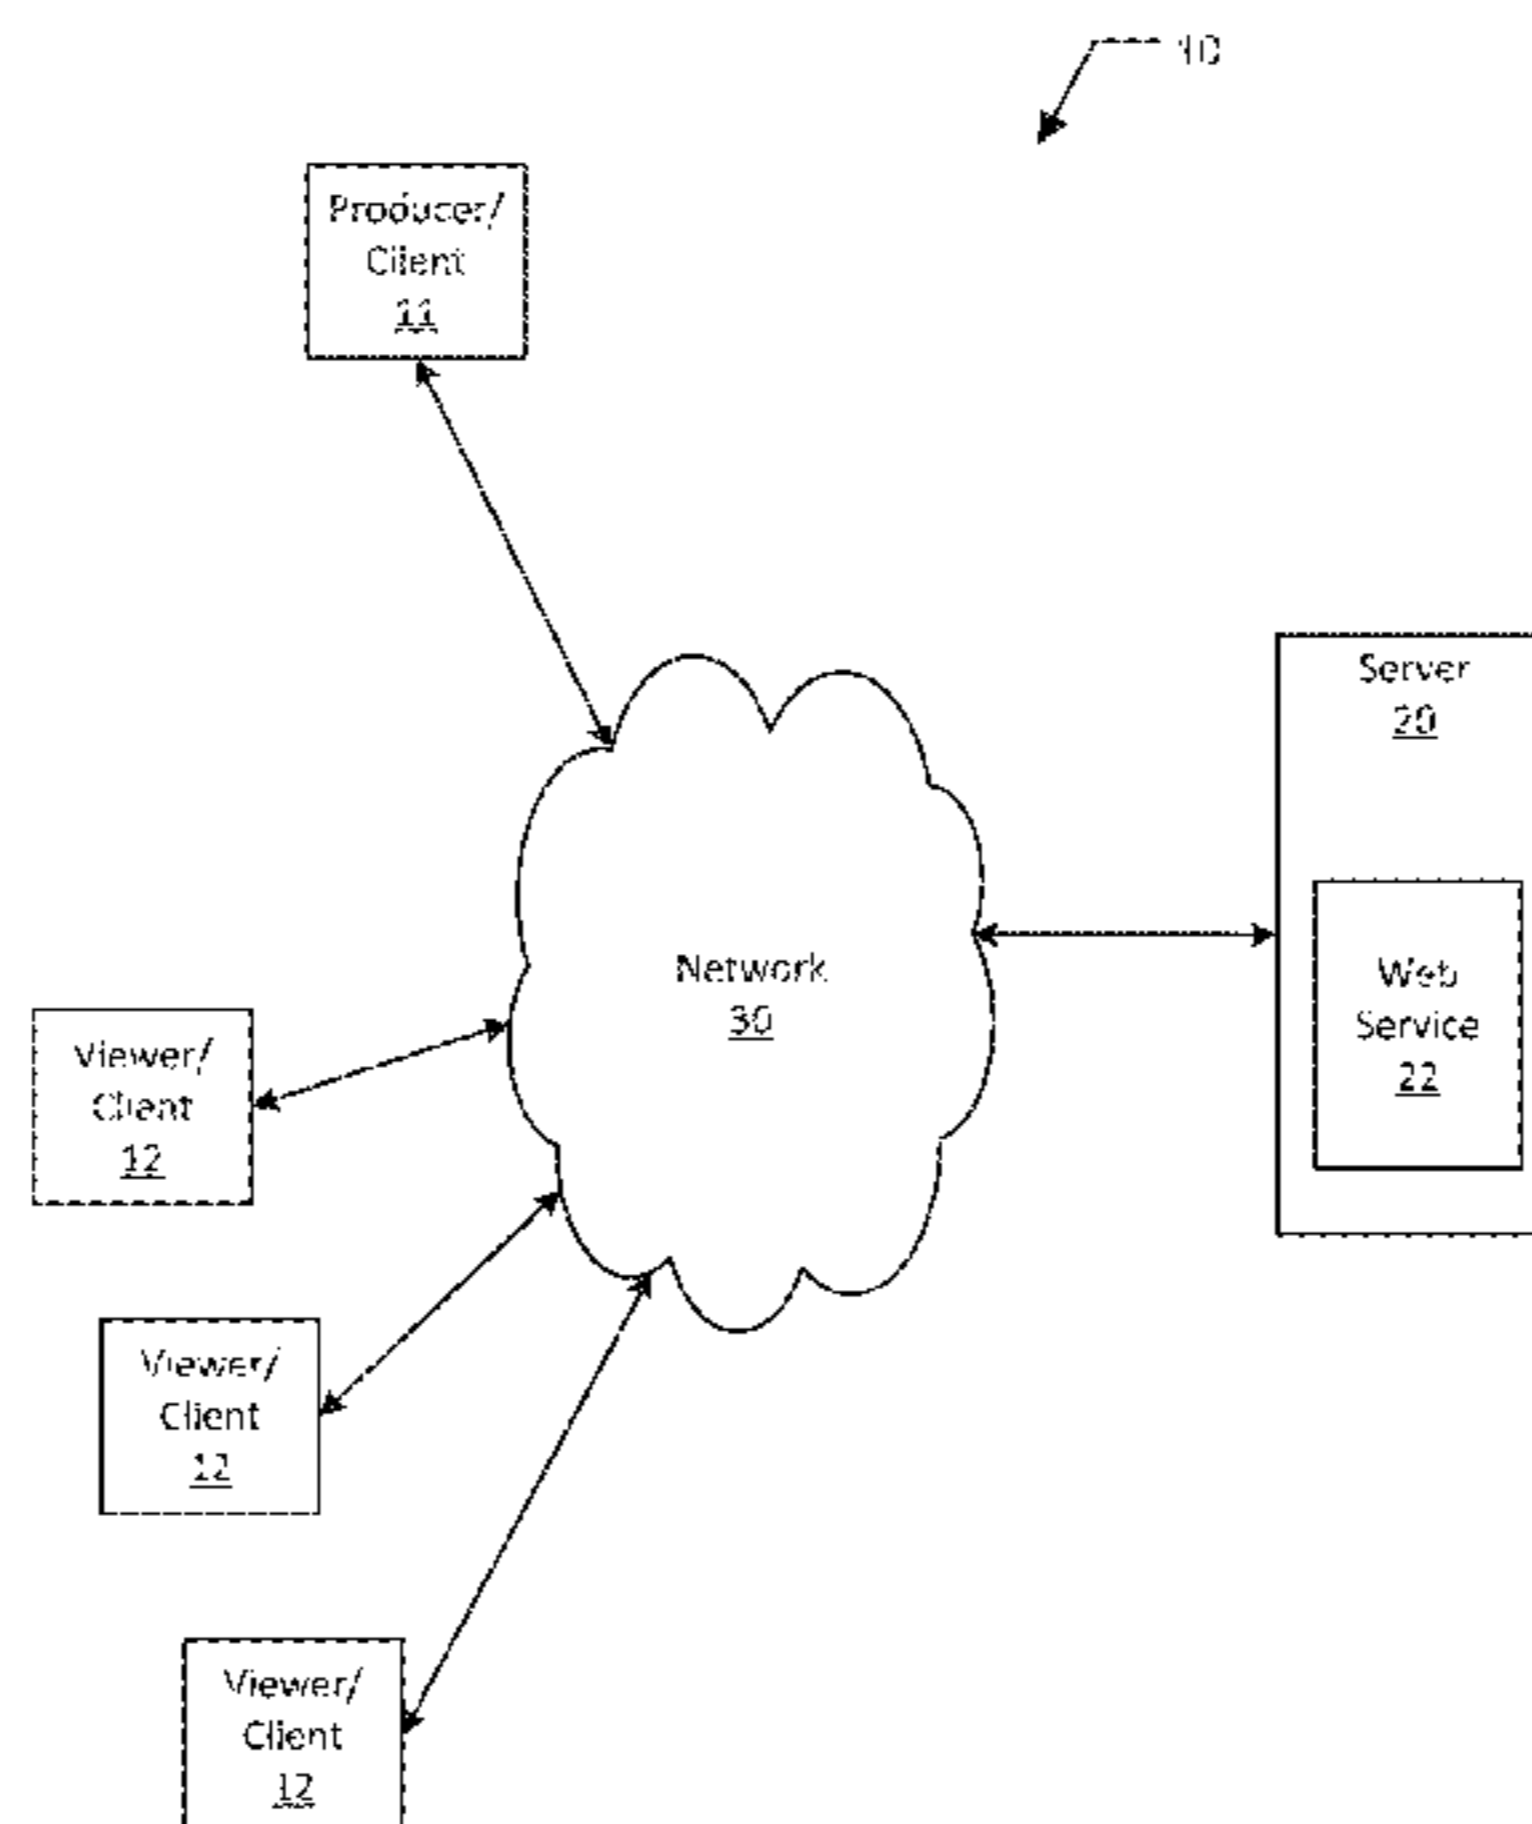 10
Producer/
Client
11
Server
20
Network
30
Web
Service
22
Viewer/
Client
12
Viewer/
Client
12
Viewer/
Client
12